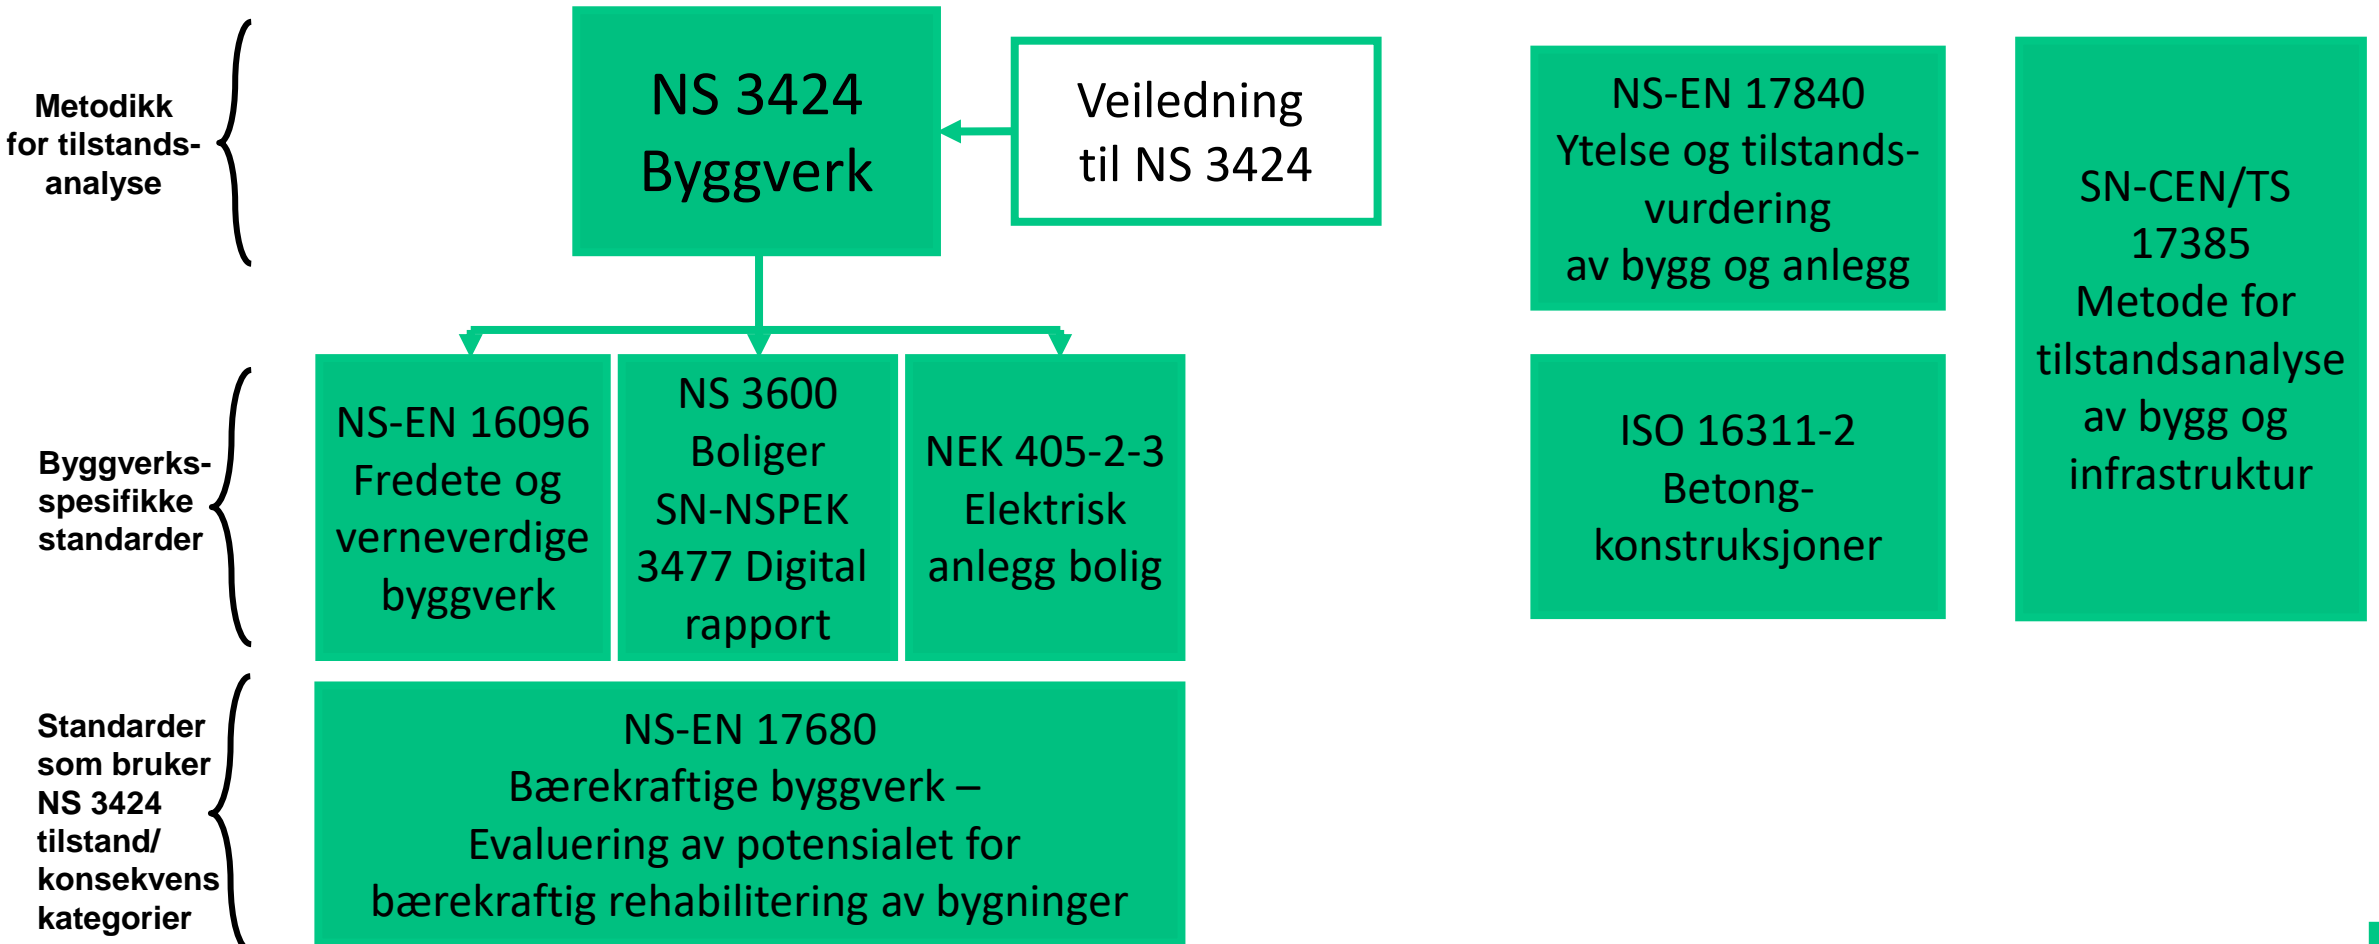 Metodikk
for tilstands-
analyse
NS 3424
Byggverk
Veiledning
til NS 3424
NS-EN 17840
Ytelse og tilstands-
vurdering
av bygg og anlegg
SN-CEN/TS
17385
Metode for
tilstandsanalyse
av bygg og
infrastruktur
Byggverks-
spesifikke
standarder
NS-EN 16096
Fredete og
verneverdige
byggverk
NS 3600
Boliger
SN-NSPEK
3477 Digital
rapport
NEK 405-2-3
Elektrisk
anlegg bolig
ISO 16311-2
Betong-
konstruksjoner
Standarder
som bruker
NS 3424
tilstand/
konsekvens
kategorier
NS-EN 17680
Bærekraftige byggverk –
Evaluering av potensialet for
bærekraftig rehabilitering av bygninger